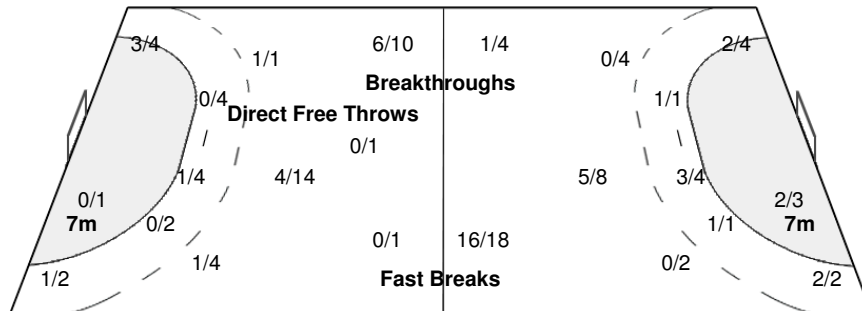 3/4 1/1 6/10 1/4 0/4 2/4
Breakthroughs
0/4 1/1
Direct Free Throws
0/1
1/4 4/14 5/8 3/4
0/1 2/3
7m 0/2 1/1 7m
0/1 16/18
1/4 0/2
1/2 Fast Breaks 2/2